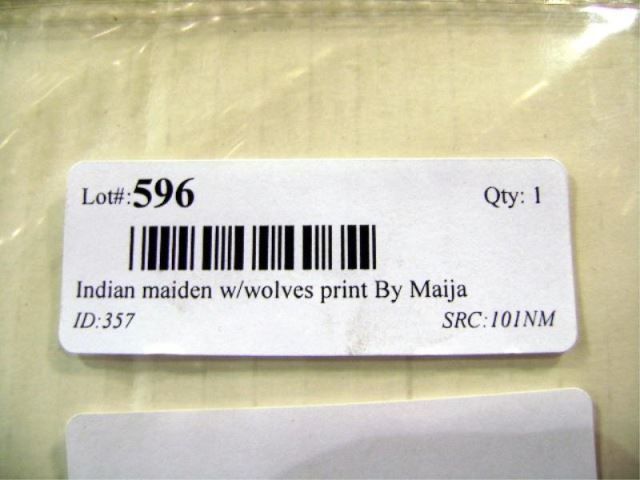 Lot#:596 Qty: 1
Indian maiden w/wolves print By Maija
ID:357 SRC:101NM